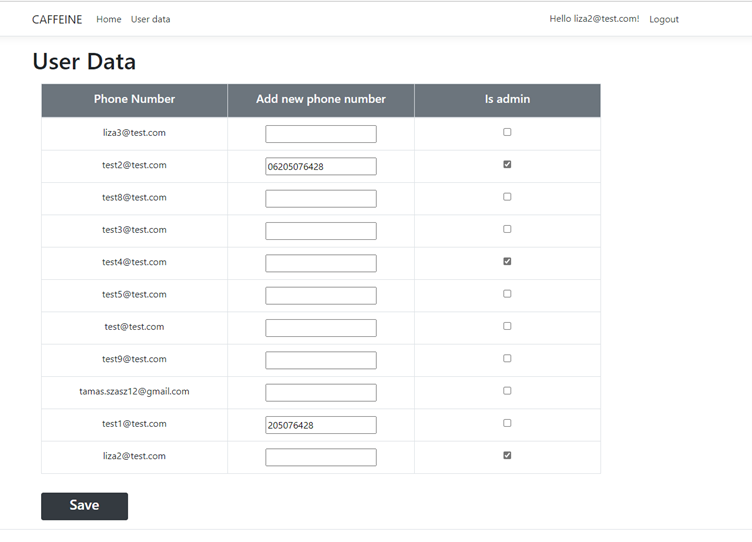 CAFFEINE Home User data Hello liza2@test.com! Logout
User Data
Phone Number Add new phone number Is admin
liza3@test.com
test2@test.com 06205076428
test8@test.com
test3@test.com
test4@test.com
test5@test.com
test@test.com
test9@test.com
tamas.szasz12@gmail.com
test1@test.com 205076428
liza2@test.com
Save